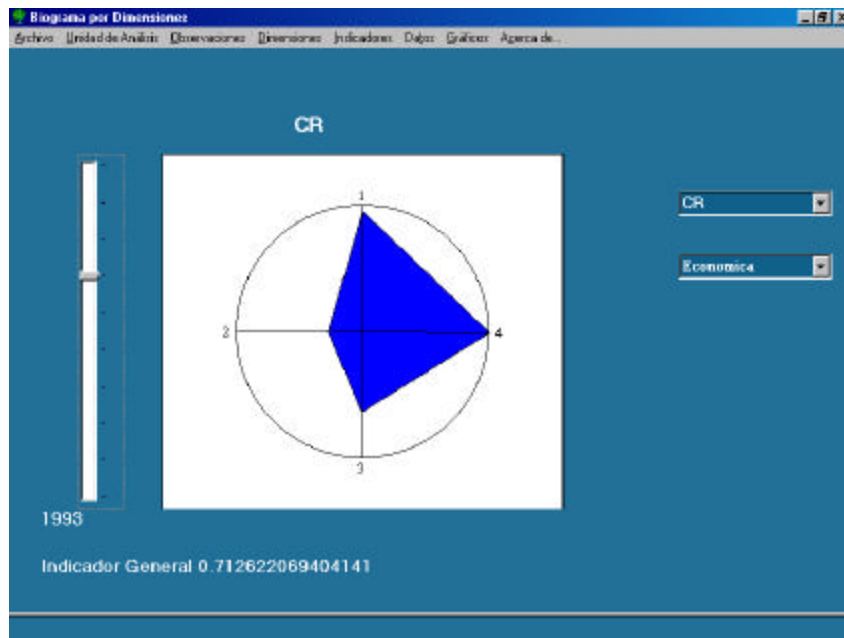 Biograma por Dimensiones
Archivo Unidad de Análisis Observaciones Dimensiones Indicadores Datos Gráficos Acerca de...
CR
1
CR
Economica
2
4
3
1993
Indicador General 0.712622069404141